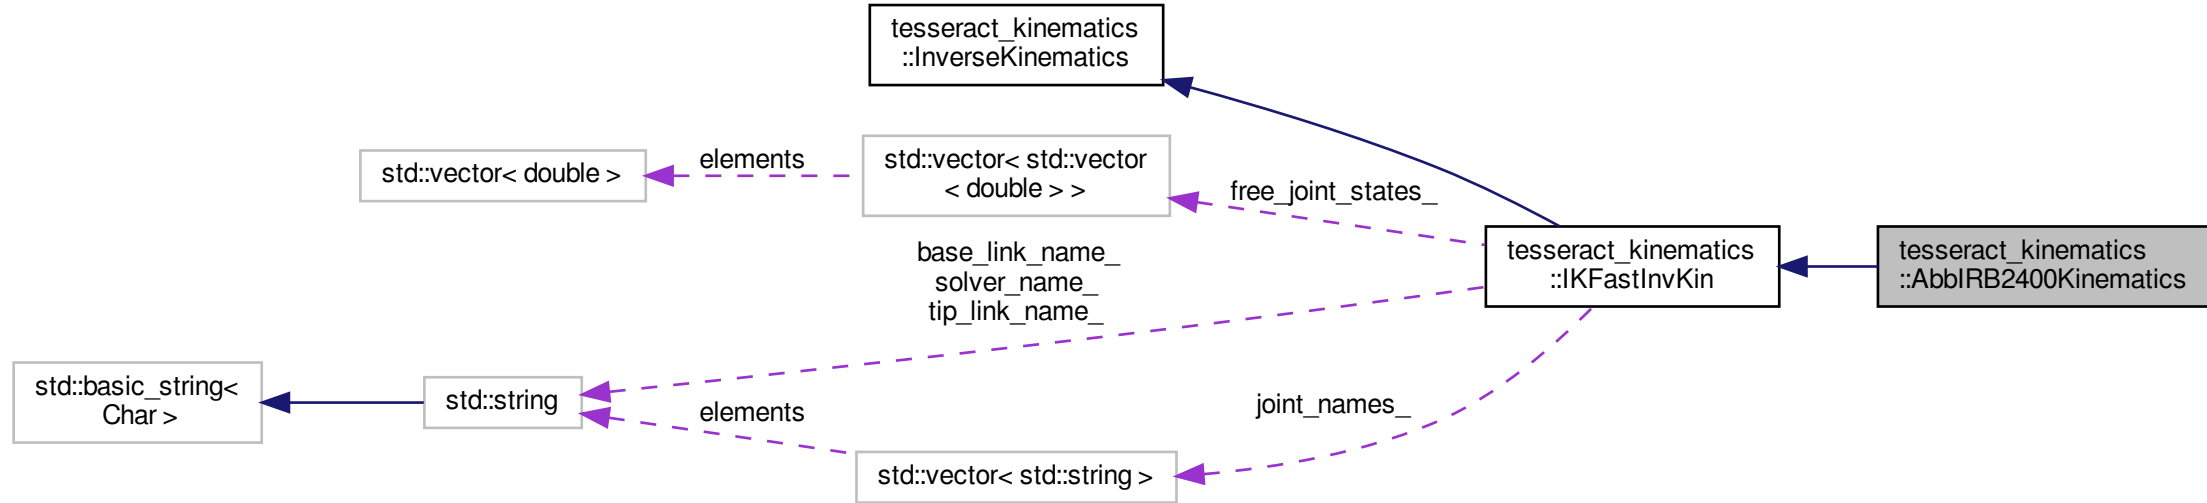 tesseract_kinematics
::InverseKinematics
elements
std::vector< double >
std::vector< std::vector
< double > >
free_joint_states_
base_link_name_
solver_name_
tip_link_name_
tesseract_kinematics
::IKFastInvKin
tesseract_kinematics
::AbbIRB2400Kinematics
std::basic_string<
Char >
std::string
elements
joint_names_
std::vector< std::string >